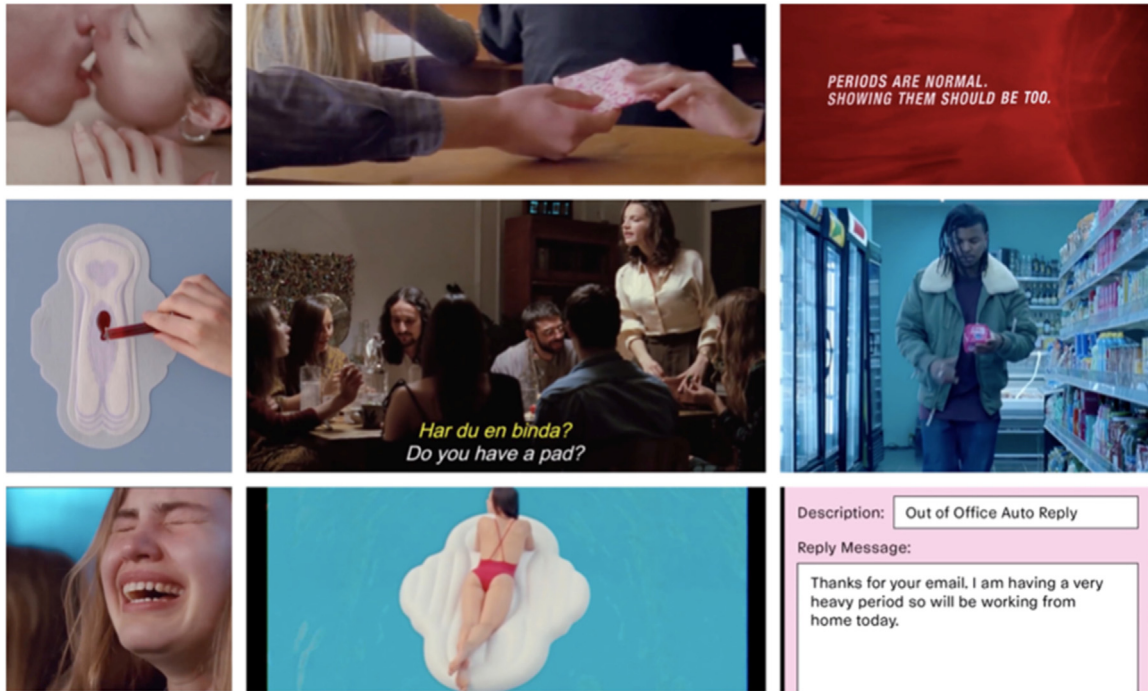 PERIODS ARE NORMAL.
SHOWING THEM SHOULD BE TOO.
Har du en binda?
Do you have a pad?
Description: Out of Office Auto Reply
Reply Message:
Thanks for your email. I am having a very
heavy period so will be working from
home today.